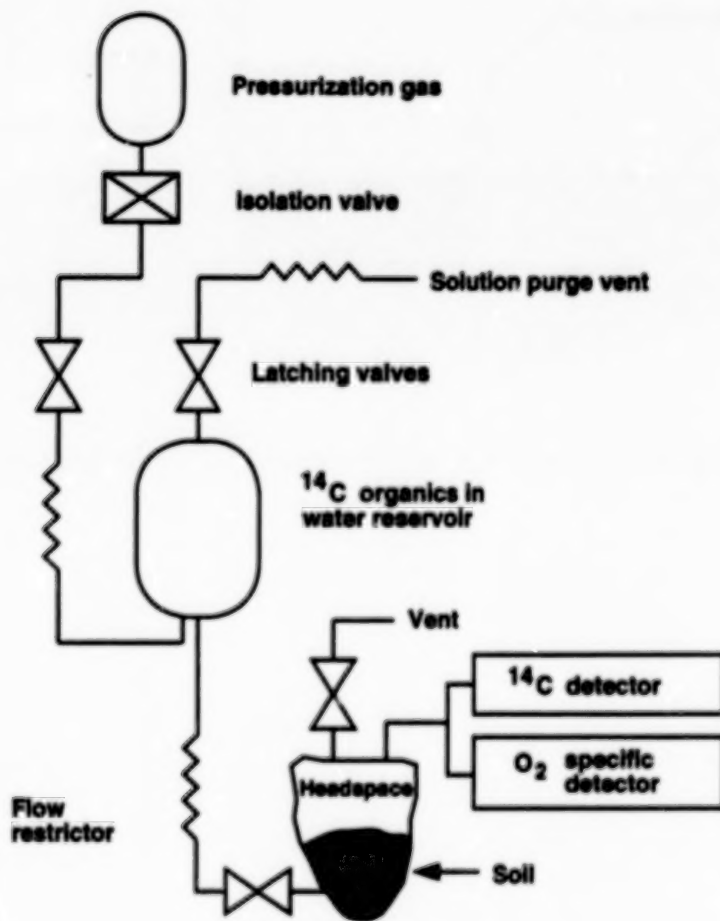 Pressurization gas
Isolation valve
Solution purge vent
Latching valves
¹⁴C organics in
water reservoir
Vent
¹⁴C detector
O₂ specific
detector
Headspace
Flow
restrictor
Soil